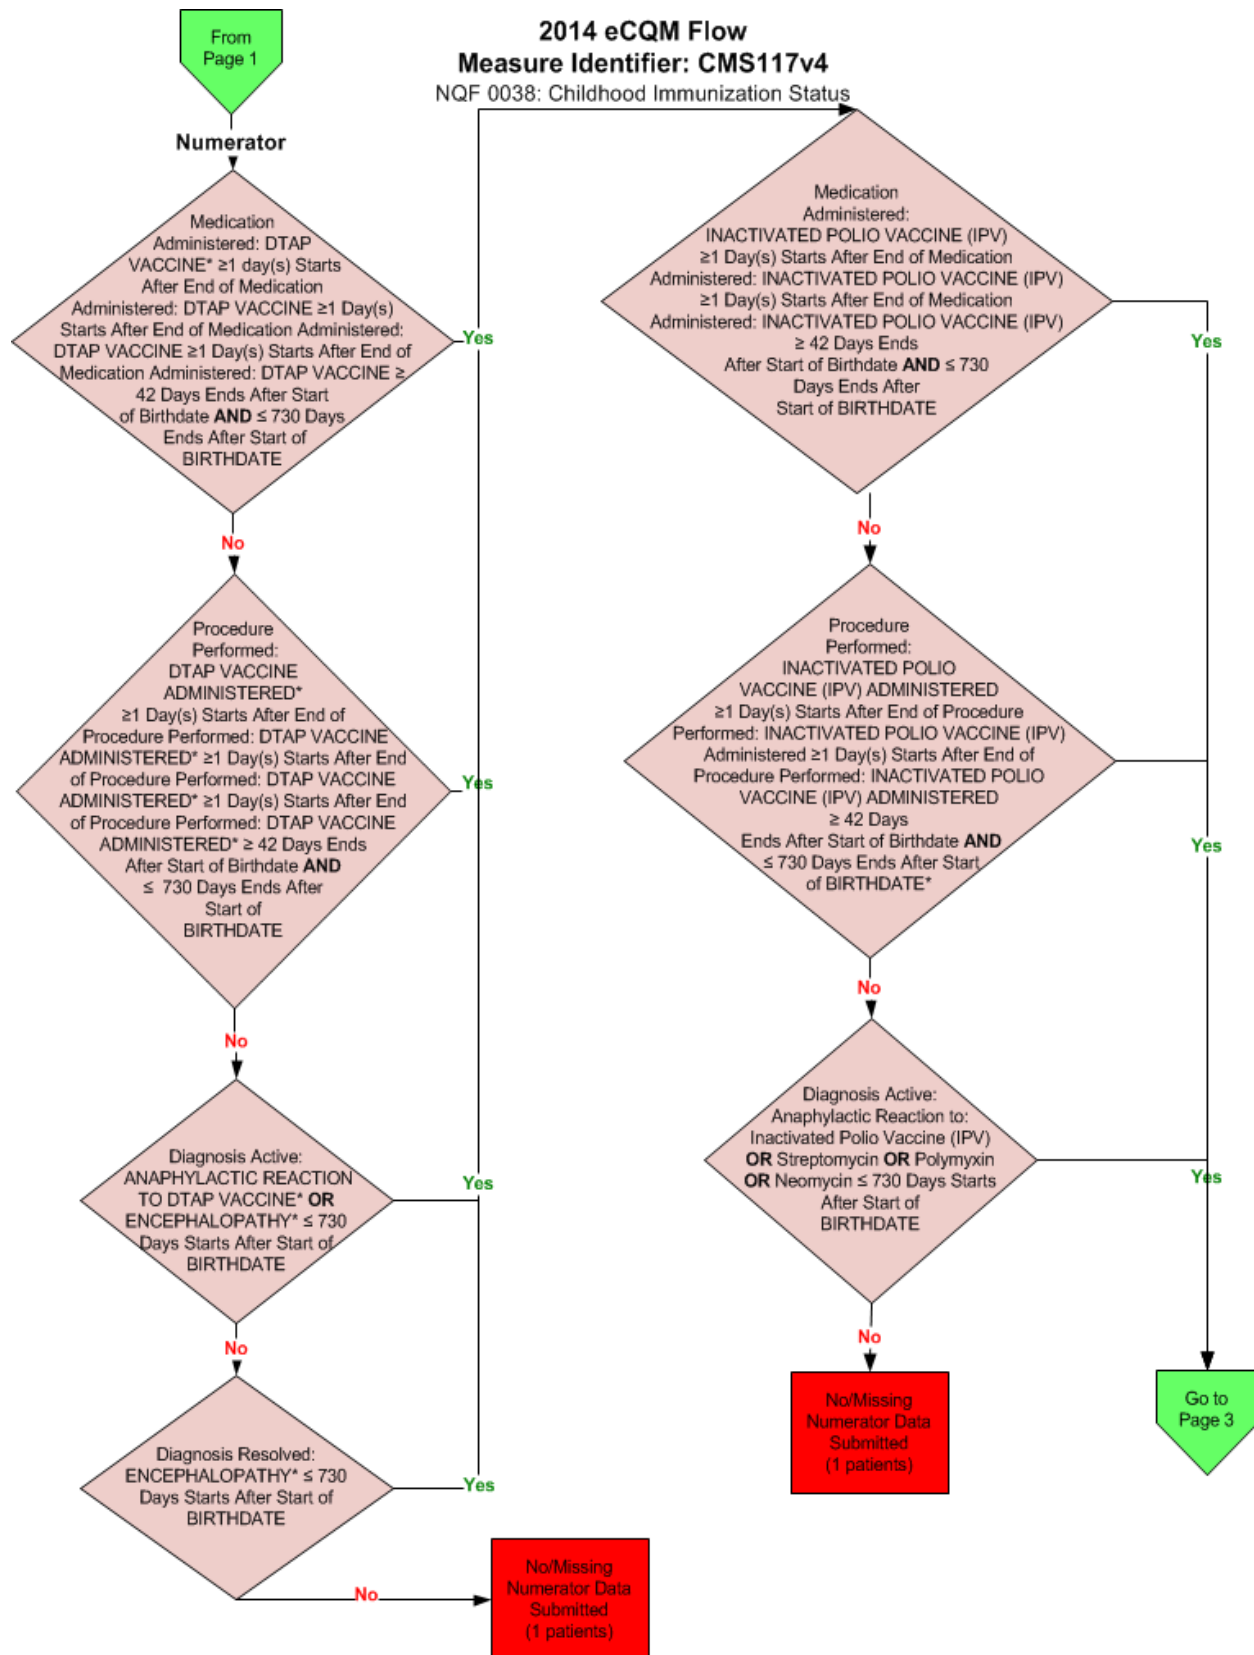 From
Page 1
2014 eCQM Flow
Measure Identifier: CMS117v4
NQF 0038: Childhood Immunization Status
Numerator
Medication
Administered: DTAP
VACCINE* ≥1 day(s) Starts
After End of Medication
Administered: DTAP VACCINE ≥1 Day(s)
Starts After End of Medication Administered:
DTAP VACCINE ≥1 Day(s) Starts After End of
Medication Administered: DTAP VACCINE ≥
42 Days Ends After Start
of Birthdate AND ≤ 730 Days
Ends After Start of
BIRTHDATE
Yes
No
Procedure
Performed:
DTAP VACCINE
ADMINISTERED*
≥1 Day(s) Starts After End of
Procedure Performed: DTAP VACCINE
ADMINISTERED* ≥1 Day(s) Starts After End
of Procedure Performed: DTAP VACCINE
ADMINISTERED* ≥1 Day(s) Starts After End
of Procedure Performed: DTAP VACCINE
ADMINISTERED* ≥ 42 Days Ends
After Start of Birthdate AND
≤ 730 Days Ends After
Start of
BIRTHDATE
Yes
No
Diagnosis Active:
ANAPHYLACTIC REACTION
TO DTAP VACCINE* OR
ENCEPHALOPATHY* ≤ 730
Days Starts After Start of
BIRTHDATE
Yes
No
Diagnosis Resolved:
ENCEPHALOPATHY* ≤ 730
Days Starts After Start of
BIRTHDATE
Yes
No
No/Missing
Numerator Data
Submitted
(1 patients)
Medication
Administered:
INACTIVATED POLIO VACCINE (IPV)
≥1 Day(s) Starts After End of Medication
Administered: INACTIVATED POLIO VACCINE (IPV)
≥1 Day(s) Starts After End of Medication
Administered: INACTIVATED POLIO VACCINE (IPV)
≥ 42 Days Ends
After Start of Birthdate AND ≤ 730
Days Ends After
Start of BIRTHDATE
Yes
No
Procedure
Performed:
INACTIVATED POLIO
VACCINE (IPV) ADMINISTERED
≥1 Day(s) Starts After End of Procedure
Performed: INACTIVATED POLIO VACCINE (IPV)
Administered ≥1 Day(s) Starts After End of
Procedure Performed: INACTIVATED POLIO
VACCINE (IPV) ADMINISTERED
≥ 42 Days
Ends After Start of Birthdate AND
≤ 730 Days Ends After Start
of BIRTHDATE*
Yes
No
Diagnosis Active:
Anaphylactic Reaction to:
Inactivated Polio Vaccine (IPV)
OR Streptomycin OR Polymyxin
OR Neomycin ≤ 730 Days Starts
After Start of
BIRTHDATE
Yes
No
No/Missing
Numerator Data
Submitted
(1 patients)
Go to
Page 3